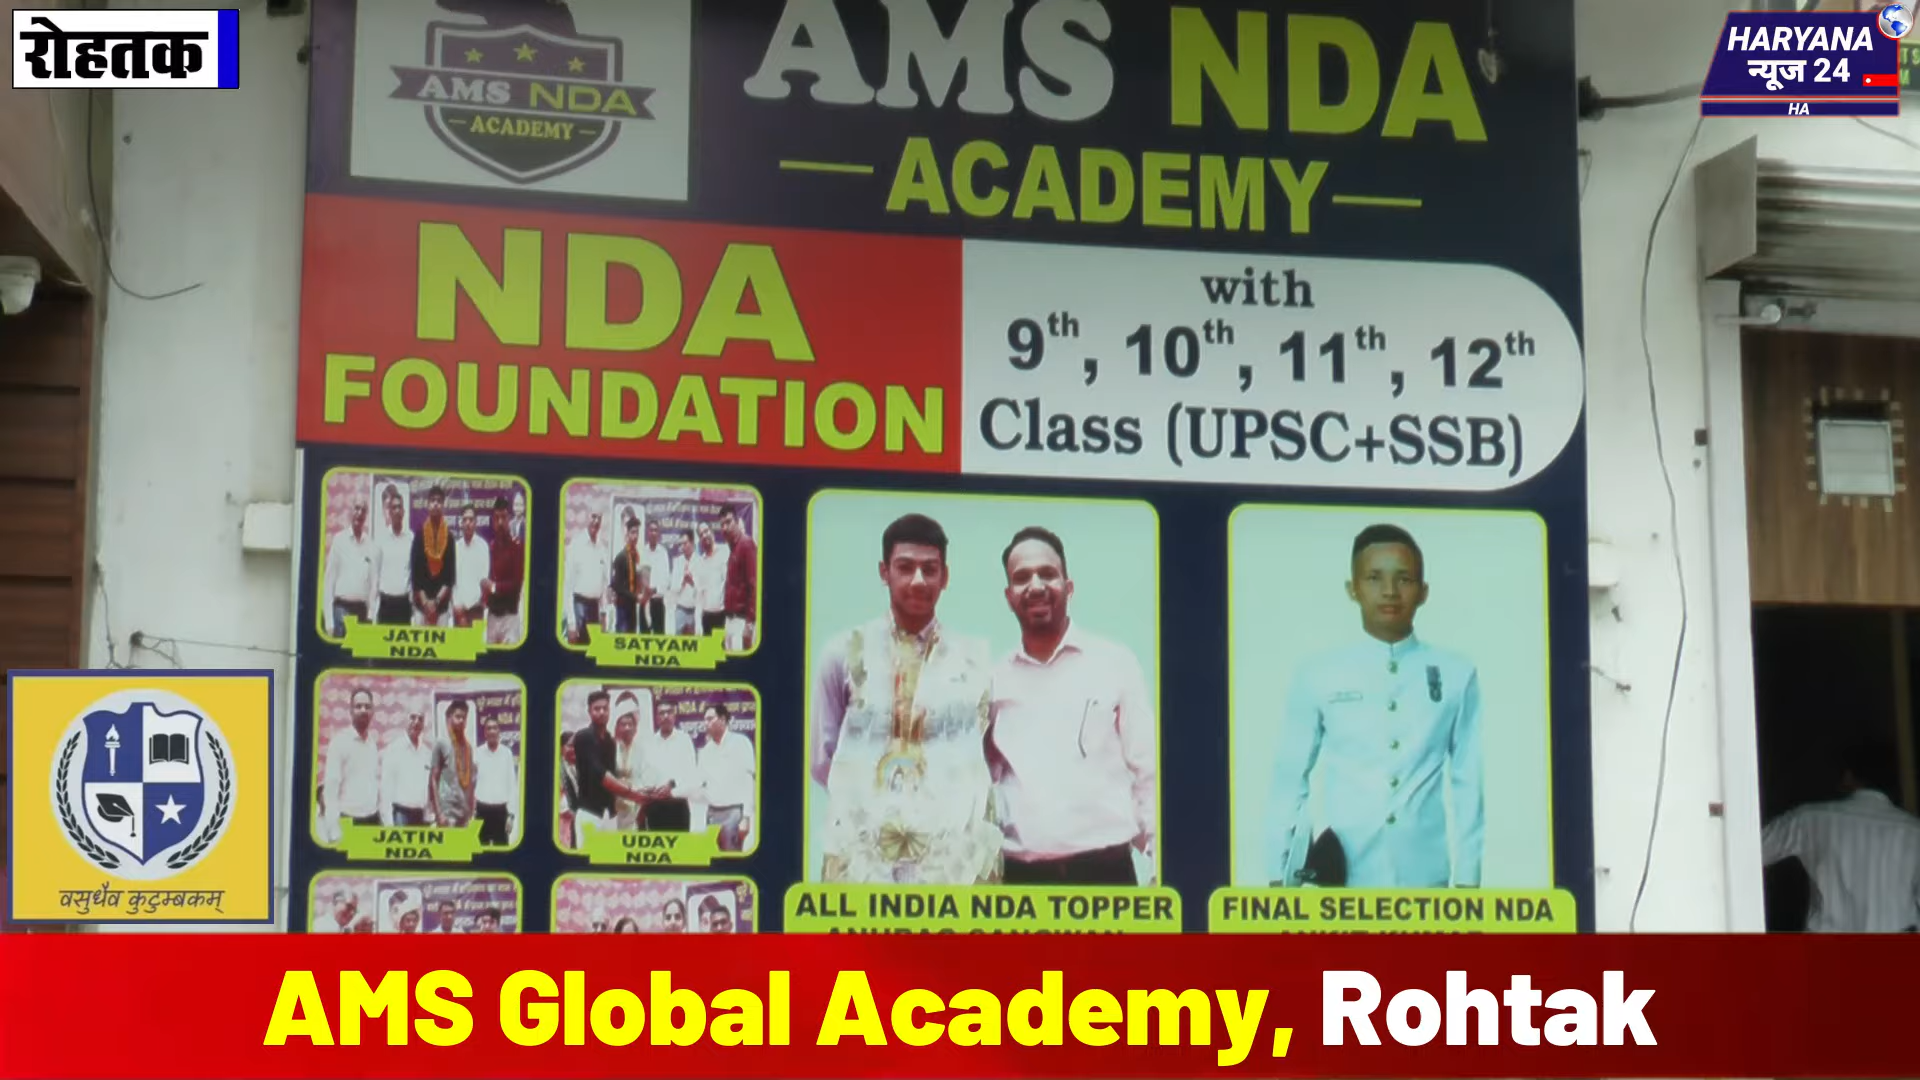 रोहतक
HARYANA
न्यूज 24
HA
AMS NDA
ACADEMY
AMS NDA
ACADEMY
NDA
FOUNDATION
with
9th, 10th, 11th, 12th
Class (UPSC+SSB)
JATIN
NDA
SATYAM
NDA
JATIN
NDA
UDAY
NDA
ALL INDIA NDA TOPPER
FINAL SELECTION NDA
वसुधैव कुटुम्बकम्
AMS Global Academy, Rohtak